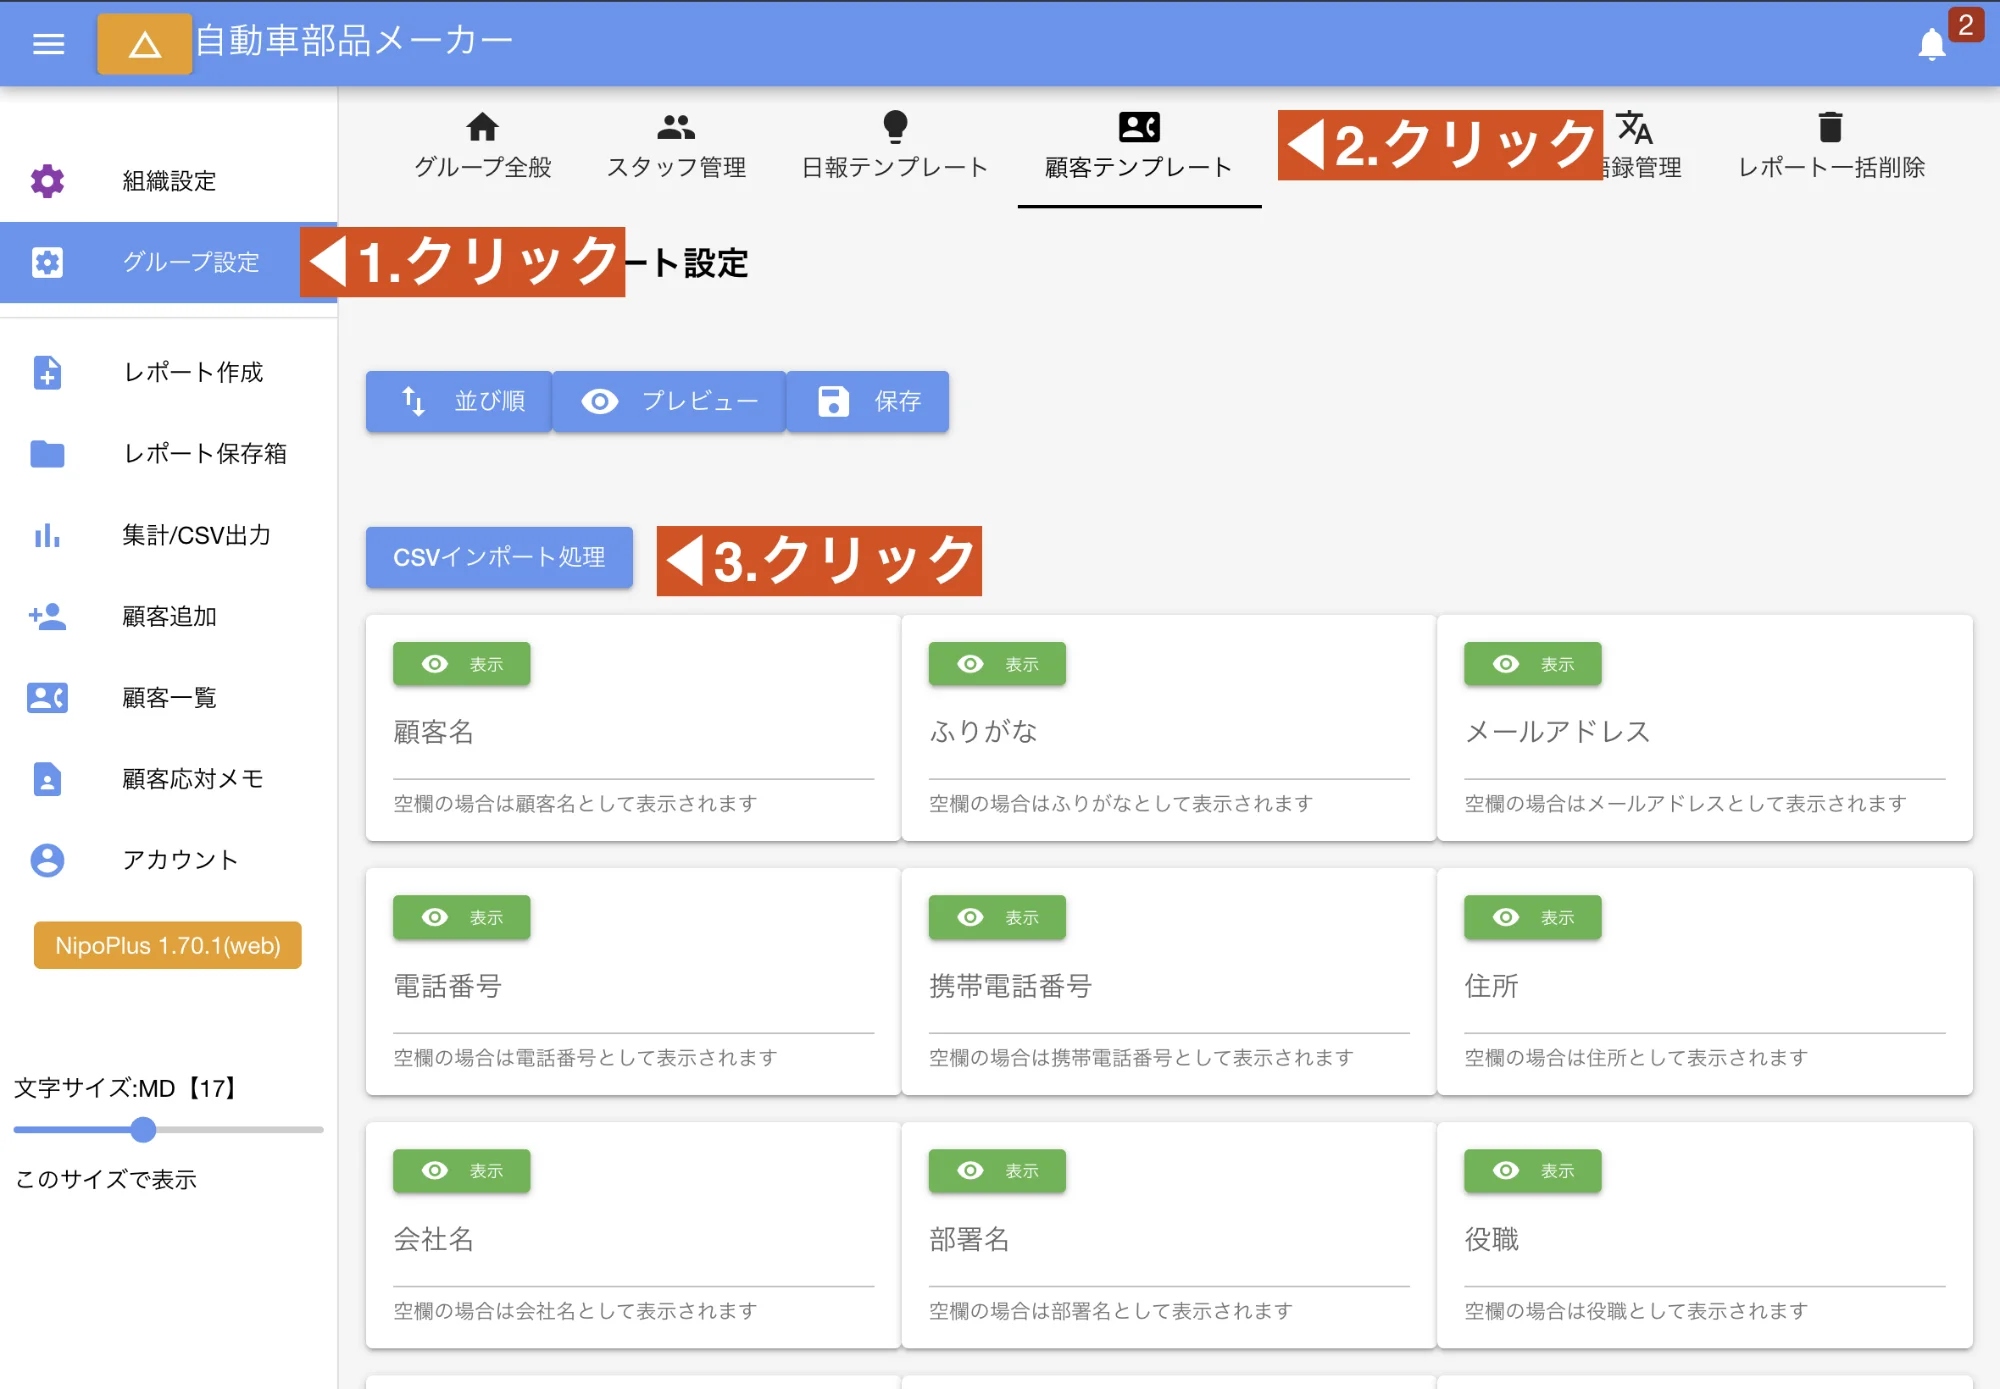 自動車部品メーカー
2
組織設定
グループ設定
レポート作成
レポート保存箱
集計/CSV出力
顧客追加
顧客一覧
顧客応対メモ
アカウント
NipoPlus 1.70.1(web)
文字サイズ:MD【17】
このサイズで表示
グループ全般
スタッフ管理
日報テンプレート
顧客テンプレート
◀2.クリック
録管理
レポート一括削除
◀1.クリック
ート設定
並び順
プレビュー
保存
CSVインポート処理
◀3.クリック
表示
顧客名
空欄の場合は顧客名として表示されます
表示
ふりがな
空欄の場合はふりがなとして表示されます
表示
メールアドレス
空欄の場合はメールアドレスとして表示されます
表示
電話番号
空欄の場合は電話番号として表示されます
表示
携帯電話番号
空欄の場合は携帯電話番号として表示されます
表示
住所
空欄の場合は住所として表示されます
表示
会社名
空欄の場合は会社名として表示されます
表示
部署名
空欄の場合は部署名として表示されます
表示
役職
空欄の場合は役職として表示されます